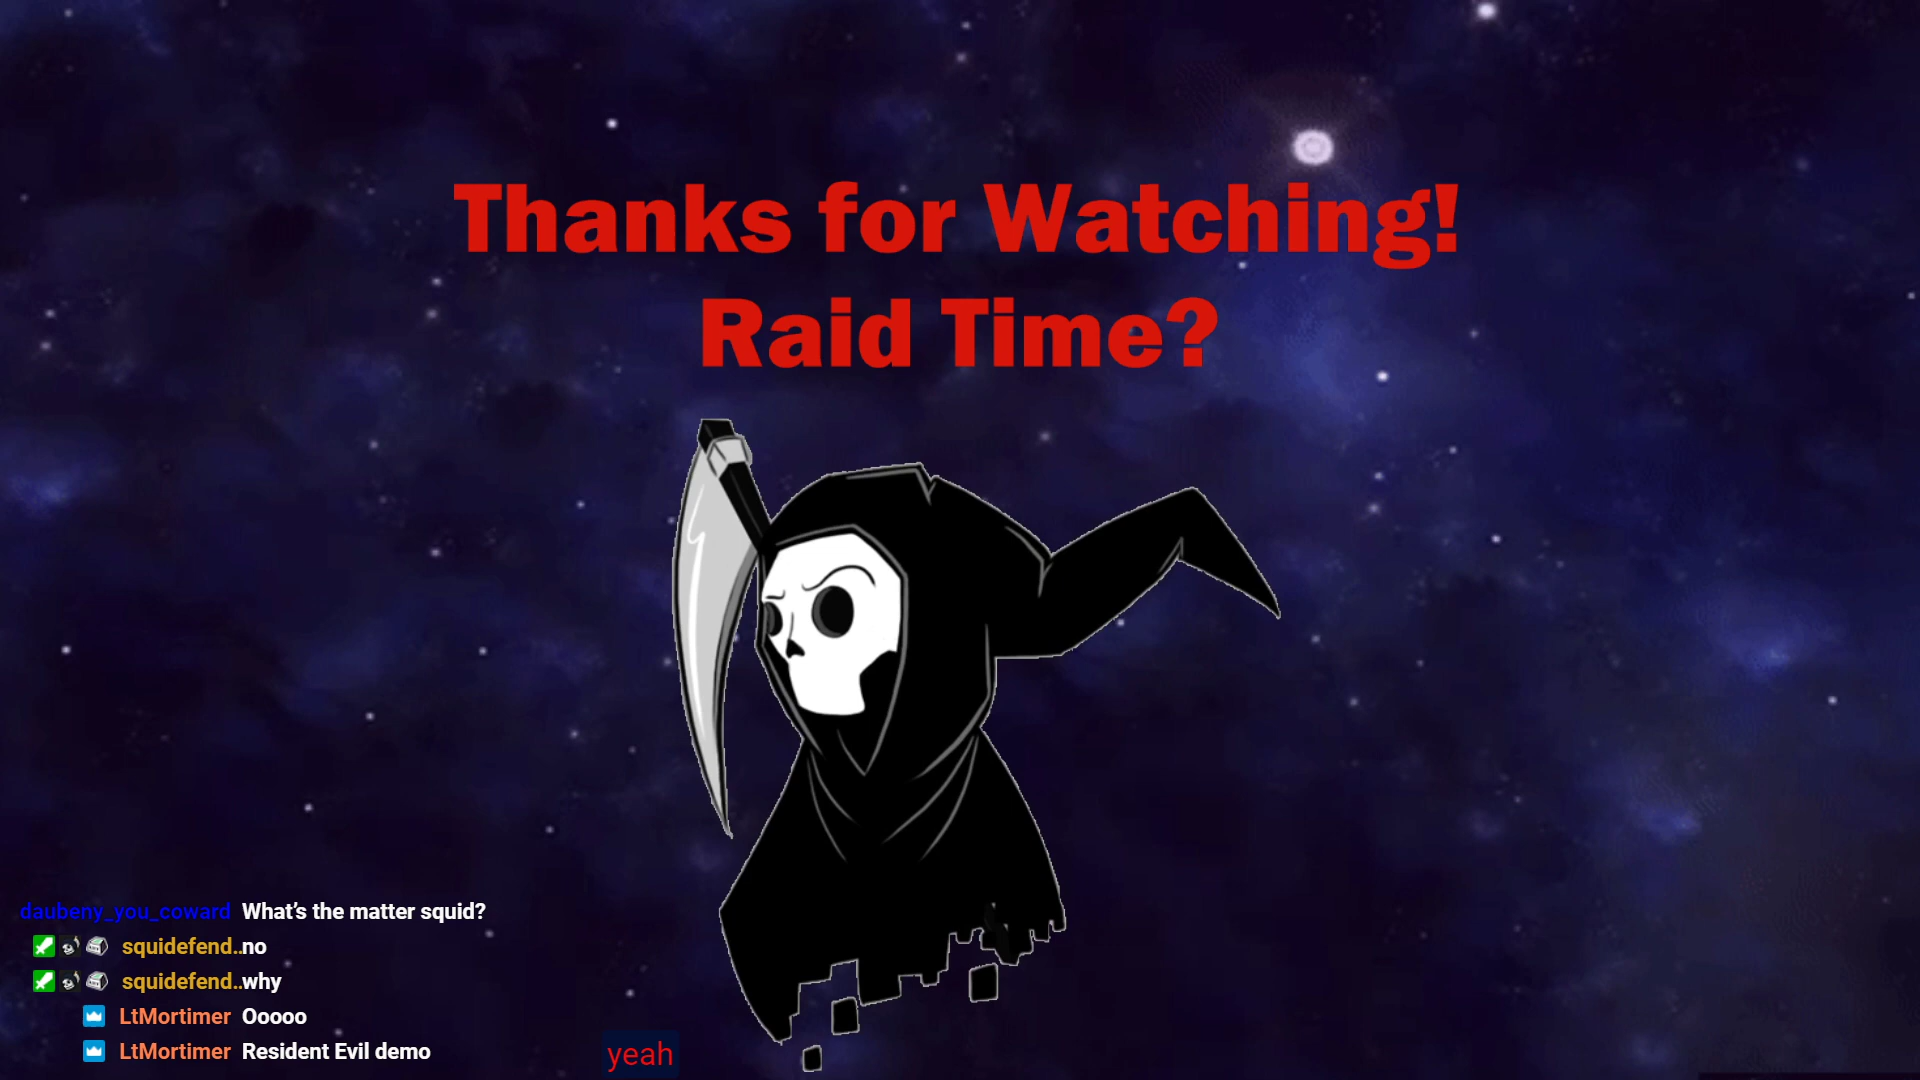 Thanks for Watching!
Raid Time?
daubeny_you_coward What's the matter squid?
squidefend..no
squidefend..why
LtMortimer Ooooo
LtMortimer Resident Evil demo
yeah